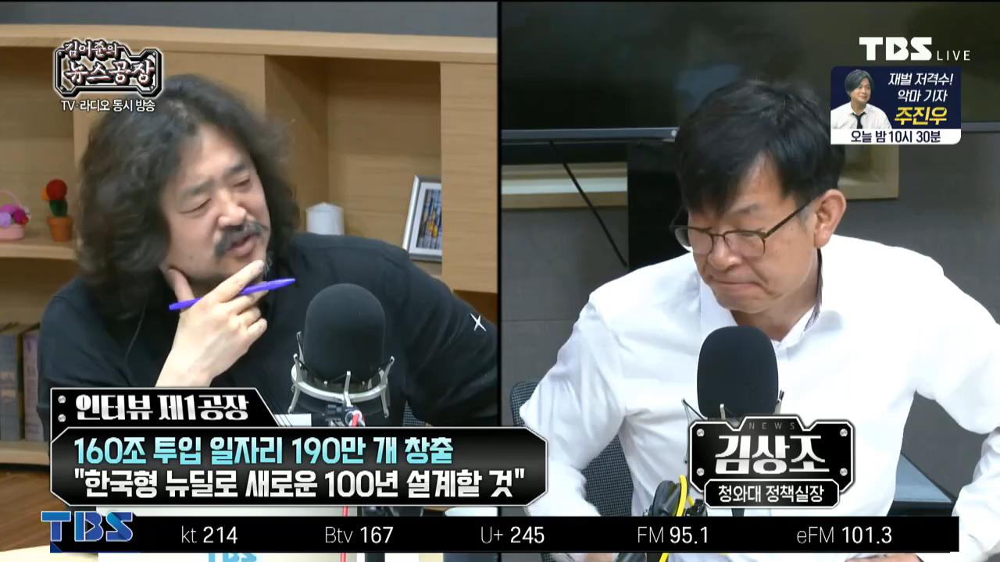 김어준의
뉴스공장
TV·라디오 동시 방송
TBS LIVE
재벌 저격수!
악마 기자
주진우
오늘 밤 10시 30분
인터뷰 제1공장
160조 투입 일자리 190만 개 창출
"한국형 뉴딜로 새로운 100년 설계할 것"
NEWS
김상조
청와대 정책실장
TBS kt 214 Btv 167 U+ 245 FM 95.1 eFM 101.3
TBS